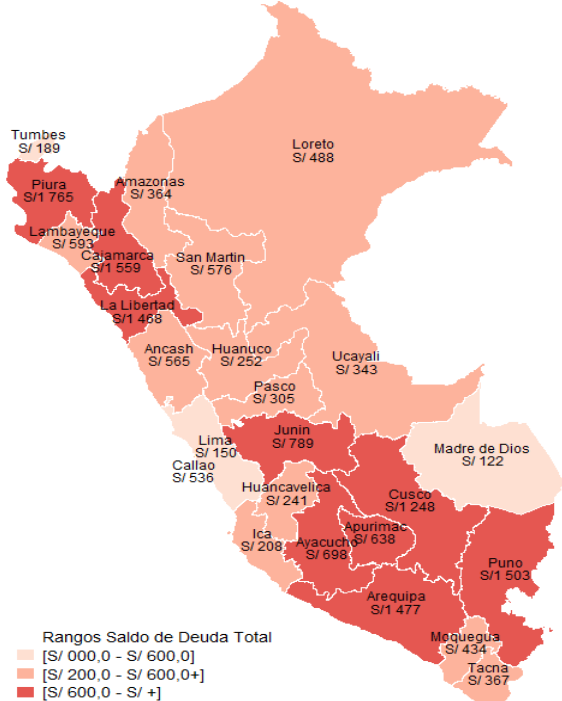 Tumbes
S/ 189
Loreto
S/ 488
Piura
S/1 765
Amazonas
S/ 364
Lambayeque
S/ 593
Cajamarca
S/1 559
San Martin
S/ 576
La Libertad
S/1 468
Ancash
S/ 565
Huanuco
S/ 252
Ucayali
S/ 343
Pasco
S/ 305
Junin
S/ 789
Lima
S/ 150
Callao
S/ 536
Madre de Dios
S/ 122
Huancavelica
S/ 241
Cusco
S/1 248
Ica
S/ 208
Ayacucho
S/ 698
Apurimac
S/ 638
Puno
S/1 503
Arequipa
S/1 477
Moquegua
S/ 434
Tacna
S/ 367
Rangos Saldo de Deuda Total
[S/ 000,0 - S/ 600,0]
[S/ 200,0 - S/ 600,0+]
[S/ 600,0 - S/ +]